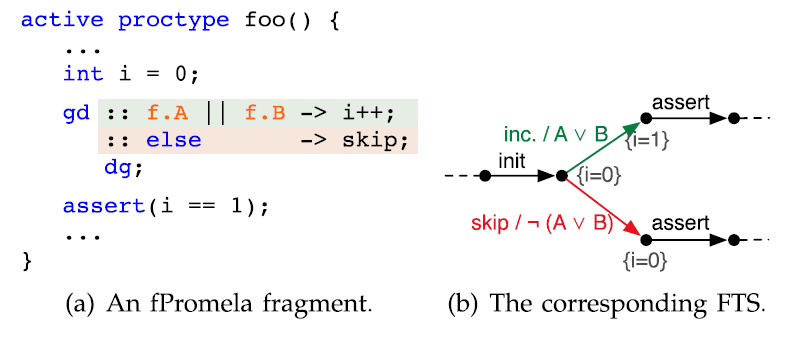 active proctype foo() {
...
int i = 0;
gd :: f.A || f.B -> i++;
:: else -> skip;
dg;
assert(i == 1);
...
}
assert
inc. / A ∨ B
{i=1}
init
{i=0}
skip / ¬ (A ∨ B)
assert
{i=0}
(a) An fPromela fragment.
(b) The corresponding FTS.